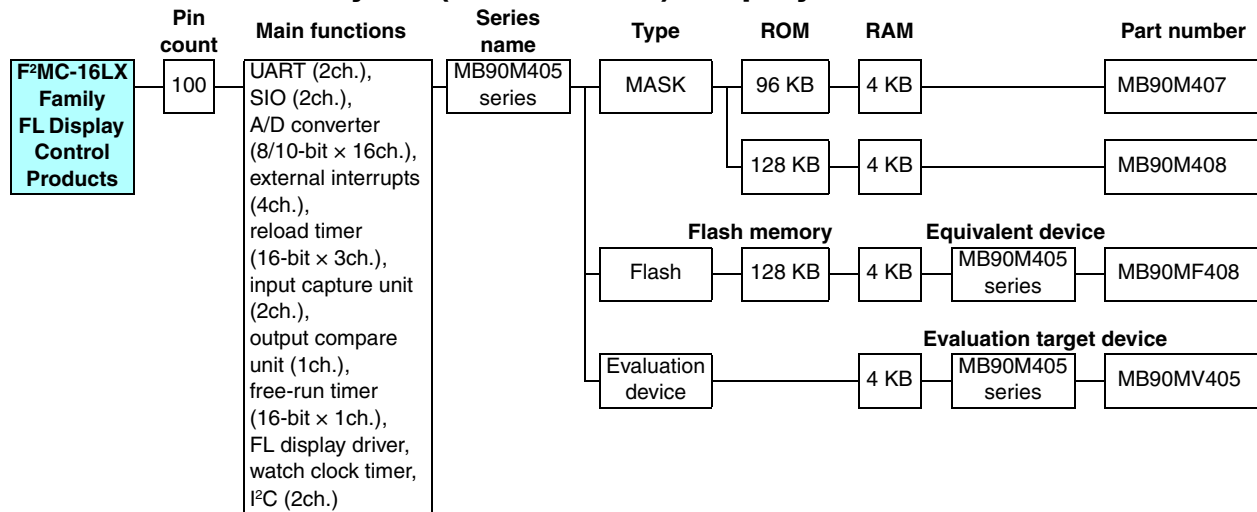 Pin count
Main functions
Series name
Type
ROM
RAM
Part number
F²MC-16LX
Family
FL Display
Control
Products
100
UART (2ch.),
SIO (2ch.),
A/D converter
(8/10-bit × 16ch.),
external interrupts
(4ch.),
reload timer
(16-bit × 3ch.),
input capture unit
(2ch.),
output compare
unit (1ch.),
free-run timer
(16-bit × 1ch.),
FL display driver,
watch clock timer,
I²C (2ch.)
MB90M405
series
MASK
96 KB
4 KB
MB90M407
128 KB
4 KB
MB90M408
Flash memory
Equivalent device
Flash
128 KB
4 KB
MB90M405
series
MB90MF408
Evaluation target device
Evaluation
device
4 KB
MB90M405
series
MB90MV405